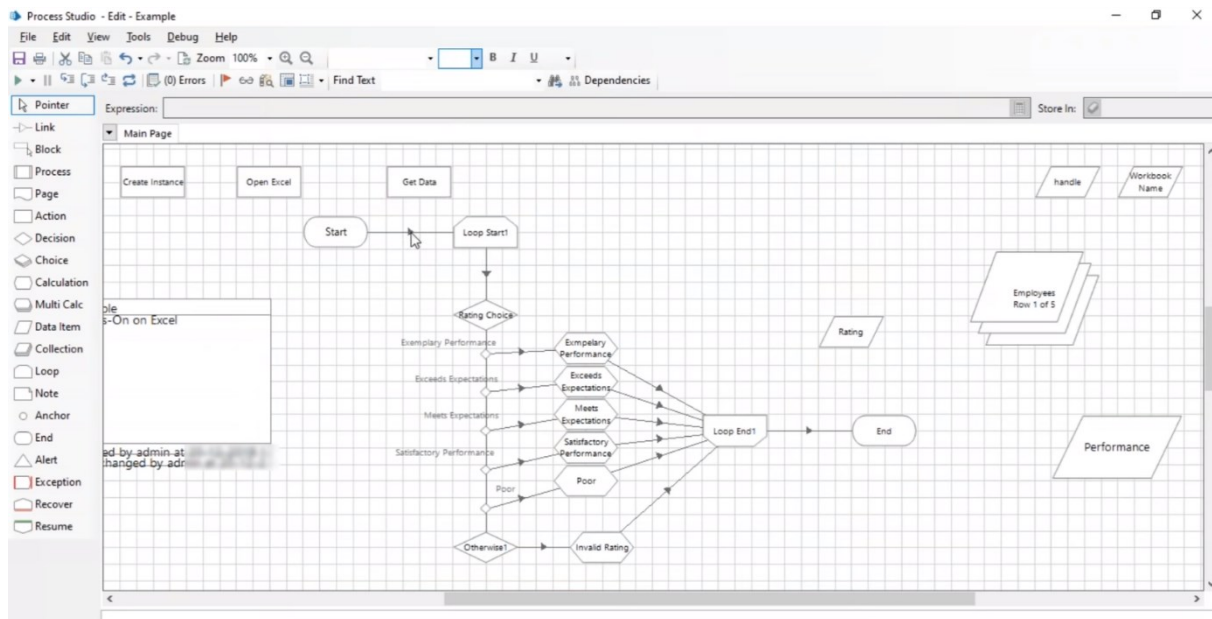 Process Studio - Edit - Example
File Edit View Tools Debug Help
Zoom 100% B I U
(0) Errors Find Text Dependencies
Pointer
Link
Block
Process
Page
Action
Decision
Choice
Calculation
Multi Calc
Data Item
Collection
Loop
Note
Anchor
End
Alert
Exception
Recover
Resume
Expression: Store In:
Main Page
Create Instance
Open Excel
Get Data
handle
Workbook
Name
Start
Loop Start1
Employees
Row 1 of 5
ple
s-On on Excel
Rating Choice
Rating
Exemplary Performance
Exmpelary
Performance
Exceeds Expectations
Exceeds
Expectations
Meets Expectations
Meets
Expectations
Satisfactory Performance
Satisfactory
Performance
Poor
Poor
Loop End1
End
Performance
ed by admin at
changed by adm
Otherwise1
Invalid Rating